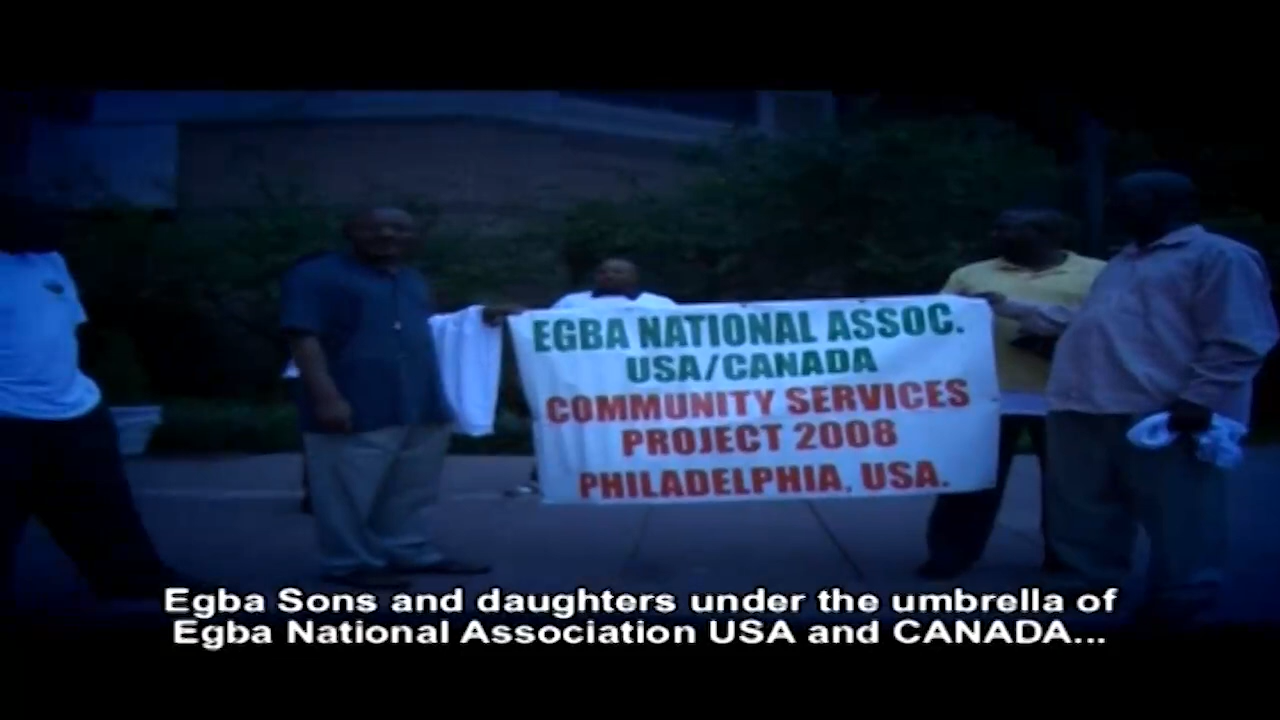 EGBA NATIONAL ASSOC.
USA/CANADA
COMMUNITY SERVICES
PROJECT 2008
PHILADELPHIA, USA.
Egba Sons and daughters under the umbrella of
Egba National Association USA and CANADA...